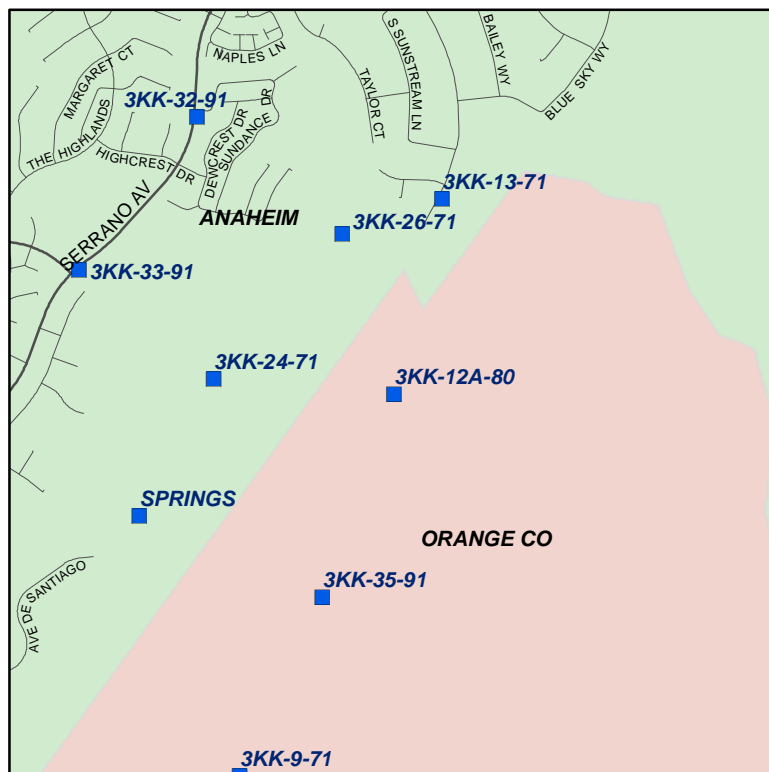 NAPLES LN
MARGARET CT
TAYLOR CT
S SUNSTREAM LN
BAILEY WY
BLUE SKY WY
3KK-32-91
THE HIGHLANDS
HIGHCREST DR
DEWCREST DR
SUNDANCE DR
3KK-13-71
SERRANO AV
ANAHEIM
3KK-26-71
3KK-33-91
3KK-24-71
3KK-12A-80
SPRINGS
ORANGE CO
AVE DE SANTIAGO
3KK-35-91
3KK-9-71